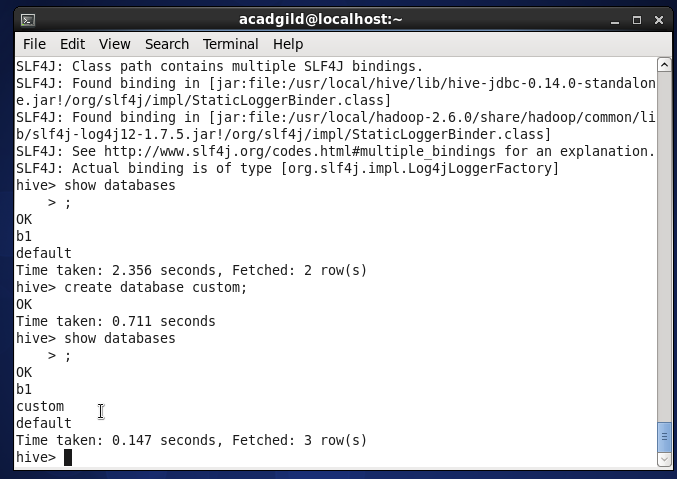 acadgild@localhost:~
File Edit View Search Terminal Help
SLF4J: Class path contains multiple SLF4J bindings.
SLF4J: Found binding in [jar:file:/usr/local/hive/lib/hive-jdbc-0.14.0-standalon
e.jar!/org/slf4j/impl/StaticLoggerBinder.class]
SLF4J: Found binding in [jar:file:/usr/local/hadoop-2.6.0/share/hadoop/common/li
b/slf4j-log4j12-1.7.5.jar!/org/slf4j/impl/StaticLoggerBinder.class]
SLF4J: See http://www.slf4j.org/codes.html#multiple_bindings for an explanation.
SLF4J: Actual binding is of type [org.slf4j.impl.Log4jLoggerFactory]
hive> show databases
    > ;
OK
b1
default
Time taken: 2.356 seconds, Fetched: 2 row(s)
hive> create database custom;
OK
Time taken: 0.711 seconds
hive> show databases
    > ;
OK
b1
custom
default
Time taken: 0.147 seconds, Fetched: 3 row(s)
hive>